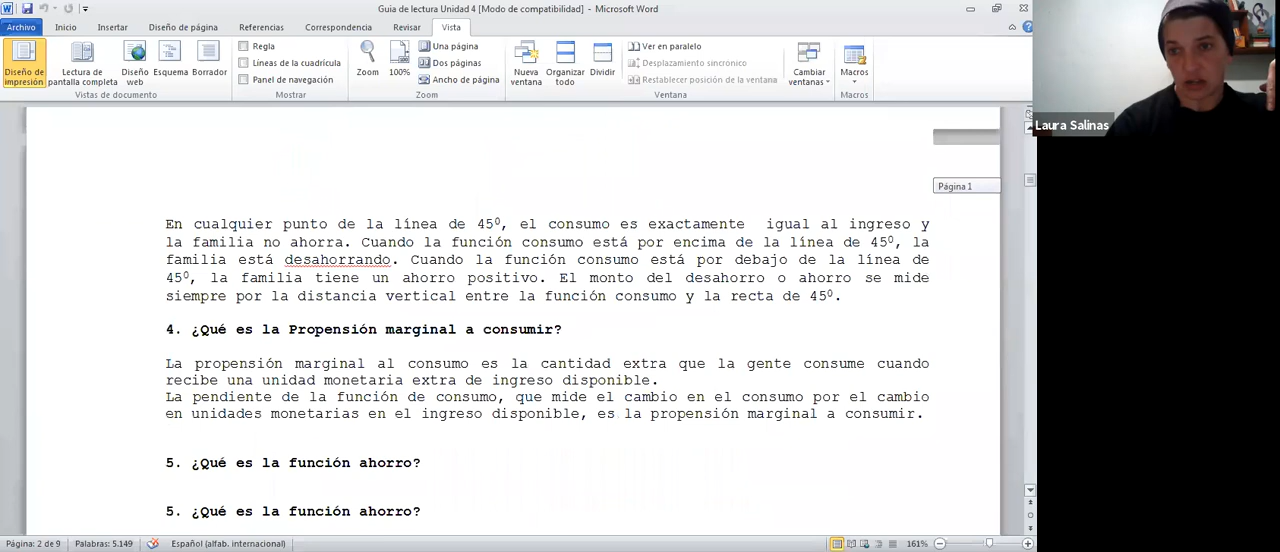 Guia de lectura Unidad 4 [Modo de compatibilidad] - Microsoft Word
Archivo Inicio Insertar Diseño de página Referencias Correspondencia Revisar Vista
Diseño de impresión
Lectura de pantalla completa
Diseño web
Esquema
Borrador
Vistas de documento
Regla
Líneas de la cuadrícula
Panel de navegación
Mostrar
Zoom
100%
Una página
Dos páginas
Ancho de página
Zoom
Nueva ventana
Organizar todo
Dividir
Ver en paralelo
Desplazamiento sincrónico
Restablecer posición de la ventana
Ventana
Cambiar ventanas
Macros
Macros
Laura Salinas
Página 1
En cualquier punto de la línea de 45⁰, el consumo es exactamente igual al ingreso y
la familia no ahorra. Cuando la función consumo está por encima de la línea de 45⁰, la
familia está desahorrando. Cuando la función consumo está por debajo de la línea de
45⁰, la familia tiene un ahorro positivo. El monto del desahorro o ahorro se mide
siempre por la distancia vertical entre la función consumo y la recta de 45⁰.
4. ¿Qué es la Propensión marginal a consumir?
La propensión marginal al consumo es la cantidad extra que la gente consume cuando
recibe una unidad monetaria extra de ingreso disponible.
La pendiente de la función de consumo, que mide el cambio en el consumo por el cambio
en unidades monetarias en el ingreso disponible, es la propensión marginal a consumir.
5. ¿Qué es la función ahorro?
5. ¿Qué es la función ahorro?
Página: 2 de 9 Palabras: 5.149 Español (alfab. internacional) 161%